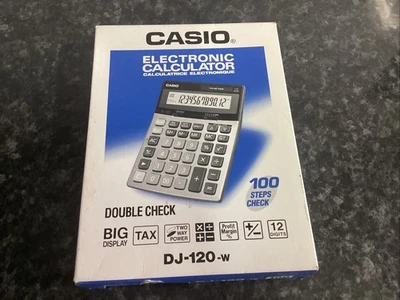 CASIO®
ELECTRONIC
CALCULATOR
CALCULATRICE ELECTRONIQUE
CASIO
123456789012
100
STEPS
CHECK
DOUBLE CHECK
BIG
DISPLAY
TAX
TWO
WAY
POWER
Profit
Margin
%
12
DIGITS
DJ-120-w